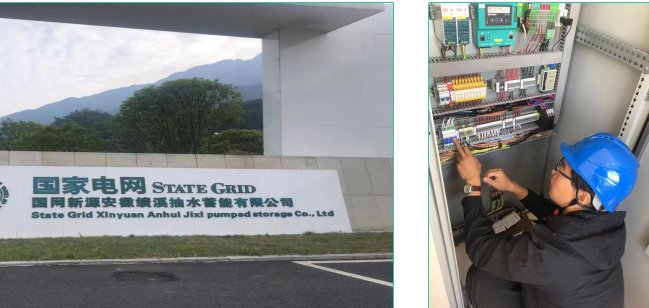 国家电网 STATE GRID
国网新源安徽绩溪抽水蓄能有限公司
State Grid Xinyuan Anhui Jixi pumped storage Co., Ltd